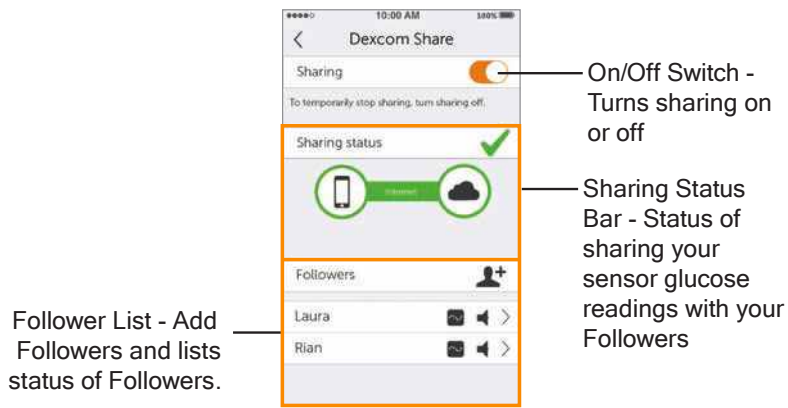 10:00 AM
100%
Dexcom Share
Sharing
To temporarily stop sharing, turn sharing off.
Sharing status
Internet
Followers
Laura
Rian
On/Off Switch -
Turns sharing on
or off
Sharing Status
Bar - Status of
sharing your
sensor glucose
readings with your
Followers
Follower List - Add
Followers and lists
status of Followers.